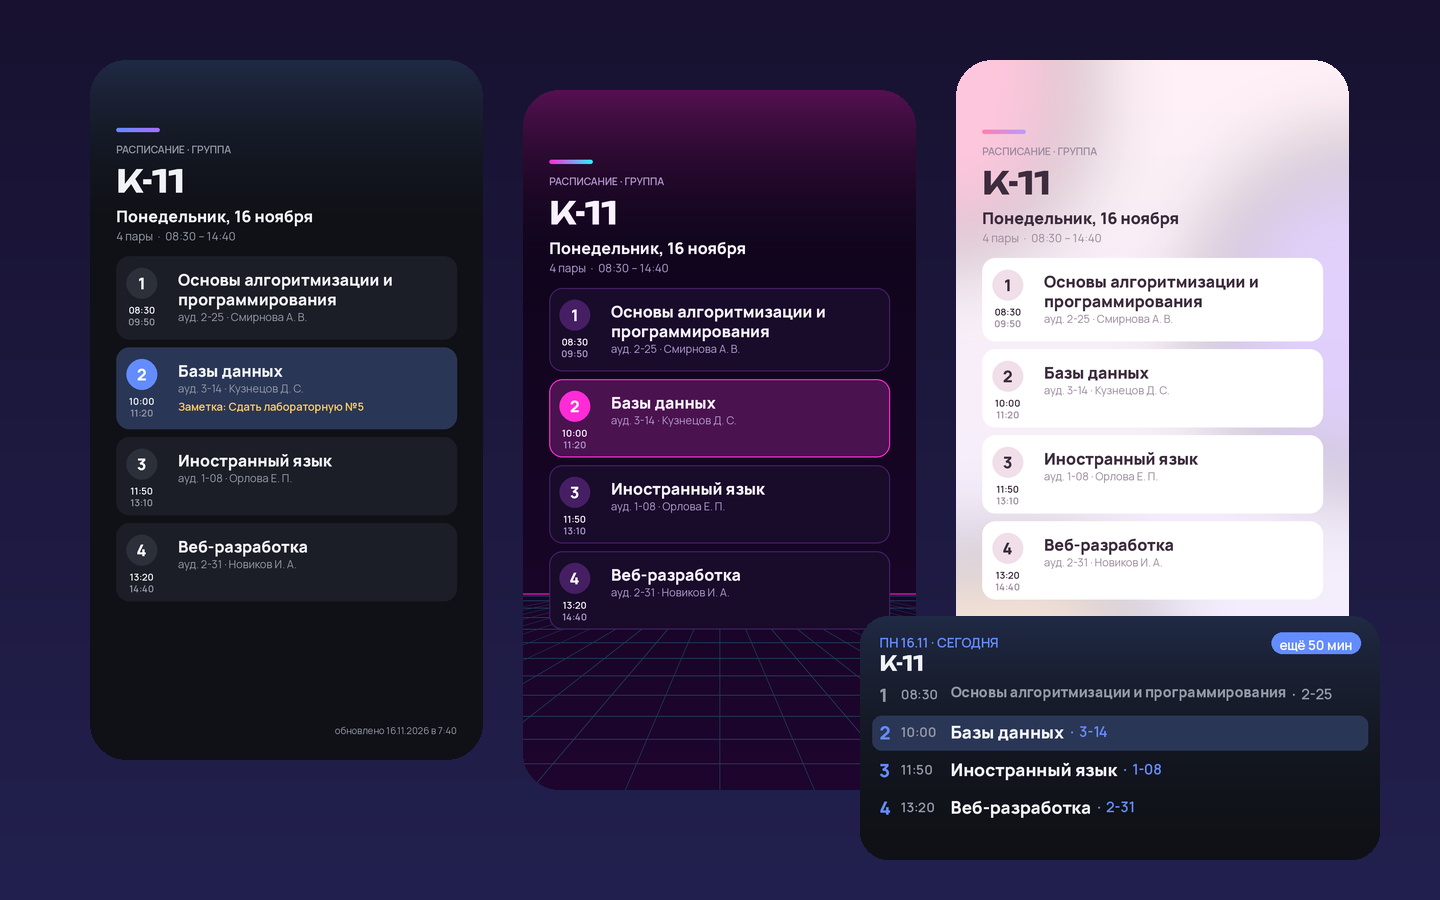 РАСПИСАНИЕ · ГРУППА
К-11
Понедельник, 16 ноября
4 пары · 08:30 – 14:40
1
08:30
09:50
Основы алгоритмизации и
программирования
ауд. 2-25 · Смирнова А. В.
2
10:00
11:20
Базы данных
ауд. 3-14 · Кузнецов Д. С.
Заметка: Сдать лабораторную №5
3
11:50
13:10
Иностранный язык
ауд. 1-08 · Орлова Е. П.
4
13:20
14:40
Веб-разработка
ауд. 2-31 · Новиков И. А.
обновлено 16.11.2026 в 7:40
РАСПИСАНИЕ · ГРУППА
К-11
Понедельник, 16 ноября
4 пары · 08:30 – 14:40
1
08:30
09:50
Основы алгоритмизации и
программирования
ауд. 2-25 · Смирнова А. В.
2
10:00
11:20
Базы данных
ауд. 3-14 · Кузнецов Д. С.
3
11:50
13:10
Иностранный язык
ауд. 1-08 · Орлова Е. П.
4
13:20
14:40
Веб-разработка
ауд. 2-31 · Новиков И. А.
РАСПИСАНИЕ · ГРУППА
К-11
Понедельник, 16 ноября
4 пары · 08:30 – 14:40
1
08:30
09:50
Основы алгоритмизации и
программирования
ауд. 2-25 · Смирнова А. В.
2
10:00
11:20
Базы данных
ауд. 3-14 · Кузнецов Д. С.
3
11:50
13:10
Иностранный язык
ауд. 1-08 · Орлова Е. П.
4
13:20
14:40
Веб-разработка
ауд. 2-31 · Новиков И. А.
ПН 16.11 · СЕГОДНЯ
ещё 50 мин
К-11
1 08:30 Основы алгоритмизации и программирования · 2-25
2 10:00 Базы данных · 3-14
3 11:50 Иностранный язык · 1-08
4 13:20 Веб-разработка · 2-31